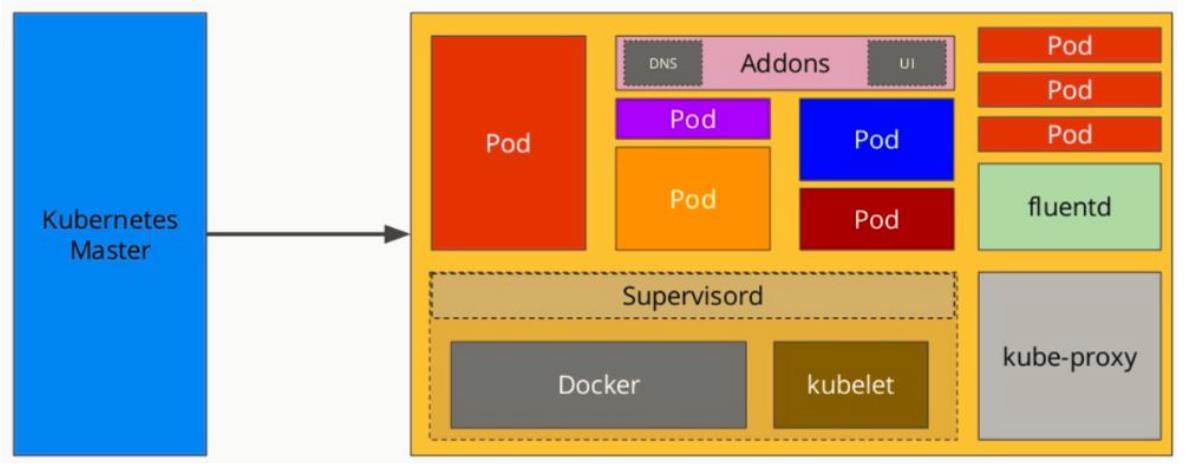 Kubernetes
Master
Pod
DNS
Addons
UI
Pod
Pod
Pod
Pod
Pod
Pod
Pod
fluentd
Supervisord
Docker
kubelet
kube-proxy